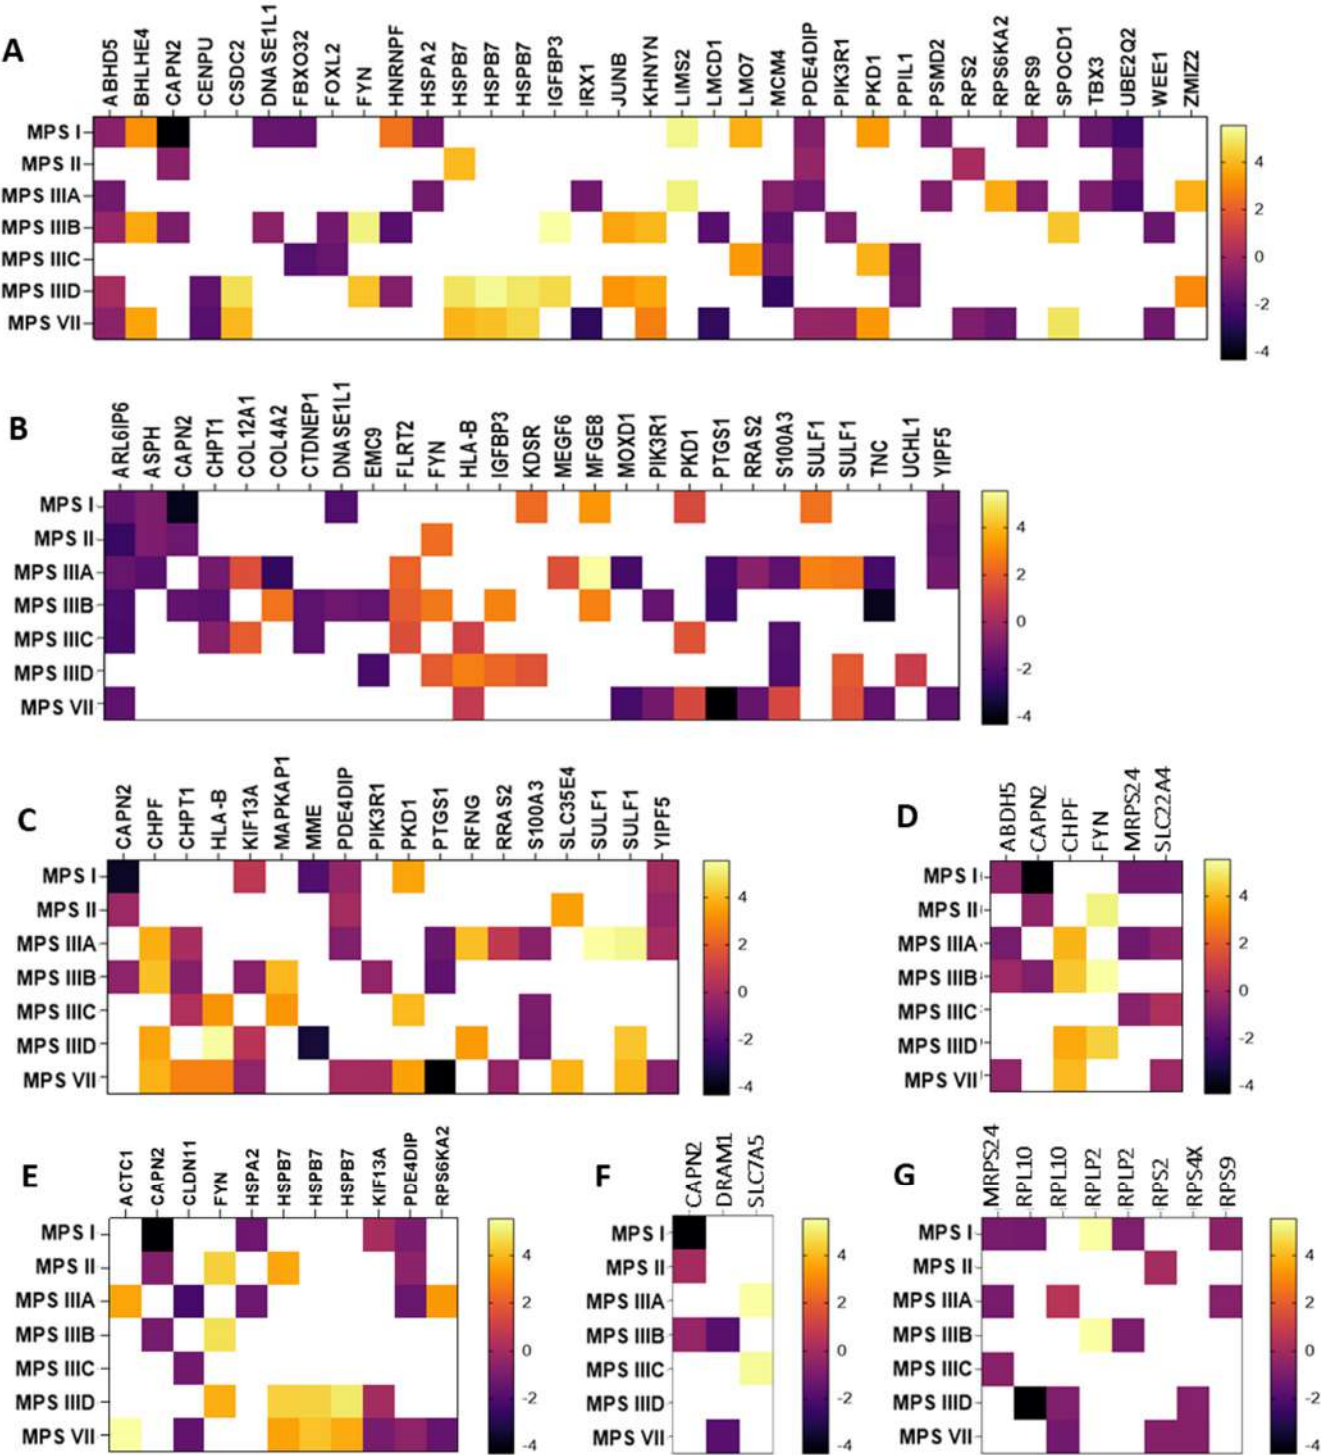 A
ABHD5 BHLHE4 CAPN2 CENPU CSDC2 DNASE1L1 FBXO32 FOXL2 FYN HNRNPF HSPA2 HSPB7 HSPB7 HSPB7 IGFBP3 IRX1 JUNB KHNYN LIMS2 LMCD1 LMO7 MCM4 PDE4DIP PIK3R1 PKD1 PPIL1 PSMD2 RPS2 RPS6KA2 RPS9 SPOCD1 TBX3 UBE2Q2 WEE1 ZMIZ2
MPS I
MPS II
MPS IIIA
MPS IIIB
MPS IIIC
MPS IIID
MPS VII
4
2
0
-2
-4
B
ARL6IP6 ASPH CAPN2 CHPT1 COL12A1 COL4A2 CTDNEP1 DNASE1L1 EMC9 FLRT2 FYN HLA-B IGFBP3 KDSR MEGF6 MFGE8 MOXD1 PIK3R1 PKD1 PTGS1 RRAS2 S100A3 SULF1 SULF1 TNC UCHL1 YIPF5
MPS I
MPS II
MPS IIIA
MPS IIIB
MPS IIIC
MPS IIID
MPS VII
4
2
0
-2
-4
C
CAPN2 CHPF CHPT1 HLA-B KIF13A MAPKAP1 MME PDE4DIP PIK3R1 PKD1 PTGS1 RFNG RRAS2 S100A3 SLC35E4 SULF1 SULF1 YIPF5
MPS I
MPS II
MPS IIIA
MPS IIIB
MPS IIIC
MPS IIID
MPS VII
4
2
0
-2
-4
D
ABDH5 CAPN2 CHPF FYN MRPS24 SLC22A4
MPS I
MPS II
MPS IIIA
MPS IIIB
MPS IIIC
MPS IIID
MPS VII
4
2
0
-2
-4
E
ACTC1 CAPN2 CLDN11 FYN HSPA2 HSPB7 HSPB7 HSPB7 KIF13A PDE4DIP RPS6KA2
MPS I
MPS II
MPS IIIA
MPS IIIB
MPS IIIC
MPS IIID
MPS VII
4
2
0
-2
-4
F
CAPN2 DRAM1 SLC7A5
MPS I
MPS II
MPS IIIA
MPS IIIB
MPS IIIC
MPS IIID
MPS VII
4
2
0
-2
-4
G
MRPS24 RPL10 RPL10 RPLP2 RPLP2 RPS2 RPS4X RPS9
MPS I
MPS II
MPS IIIA
MPS IIIB
MPS IIIC
MPS IIID
MPS VII
4
2
0
-2
-4